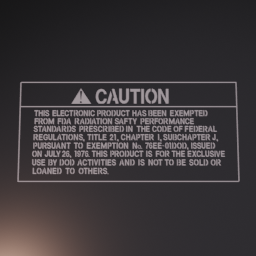 CAUTION
THIS ELECTRONIC PRODUCT HAS BEEN EXEMPTED
FROM FDA RADIATION SAFTY PERFORMANCE
STANDARDS PRESCRIBED IN THE CODE OF FEDERAL
REGULATIONS, TITLE 21, CHAPTER 1, SUBCHAPTER J,
PURSUANT TO EXEMPTION No. 76EE-01DOD, ISSUED
ON JULY 26, 1976. THIS PRODUCT IS FOR THE EXCLUSIVE
USE BY DOD ACTIVITIES AND IS NOT TO BE SOLD OR
LOANED TO OTHERS.